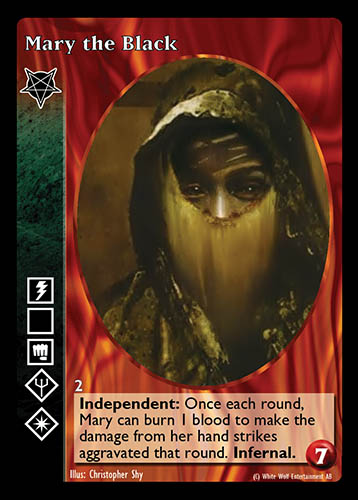 Mary the Black
2
Independent: Once each round,
Mary can burn 1 blood to make the
damage from her hand strikes
aggravated that round. Infernal.
7
Illus: Christopher Shy
(C) White Wolf Entertainment AB